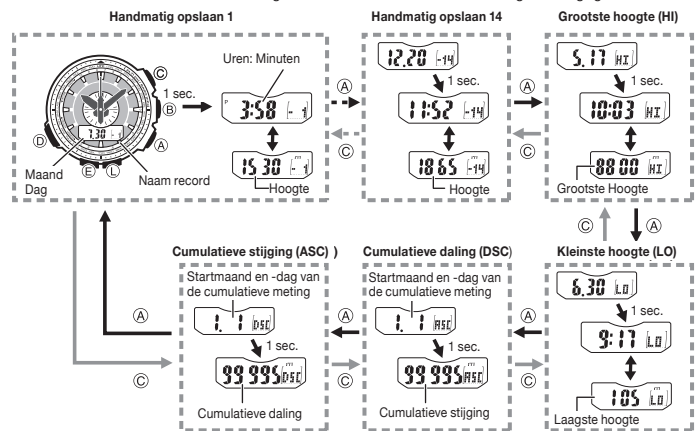 Handmatig opslaan 1
Uren: Minuten
1 sec.
P 3:58 - 1
15 30 m - 1
Hoogte
7.30 - 1
Maand
Dag
Naam record
C
B
A
D
E
L
A
C
Handmatig opslaan 14
12.20 -14
1 sec.
11:52 -14
18 65 m -14
Hoogte
A
C
Grootste hoogte (HI)
5. 17 HI
1 sec.
10:03 HI
88 00 m HI
Grootste Hoogte
C
A
Cumulatieve stijging (ASC) )
Startmaand en -dag van
de cumulatieve meting
1. 1 DSC
1 sec.
99 995 m DSC
Cumulatieve daling
A
C
A
C
Cumulatieve daling (DSC)
Startmaand en -dag van
de cumulatieve meting
1. 1 ASC
1 sec.
99 995 m ASC
Cumulatieve stijging
A
C
Kleinste hoogte (LO)
6.30 LO
1 sec.
9:17 LO
105 m LO
Laagste hoogte